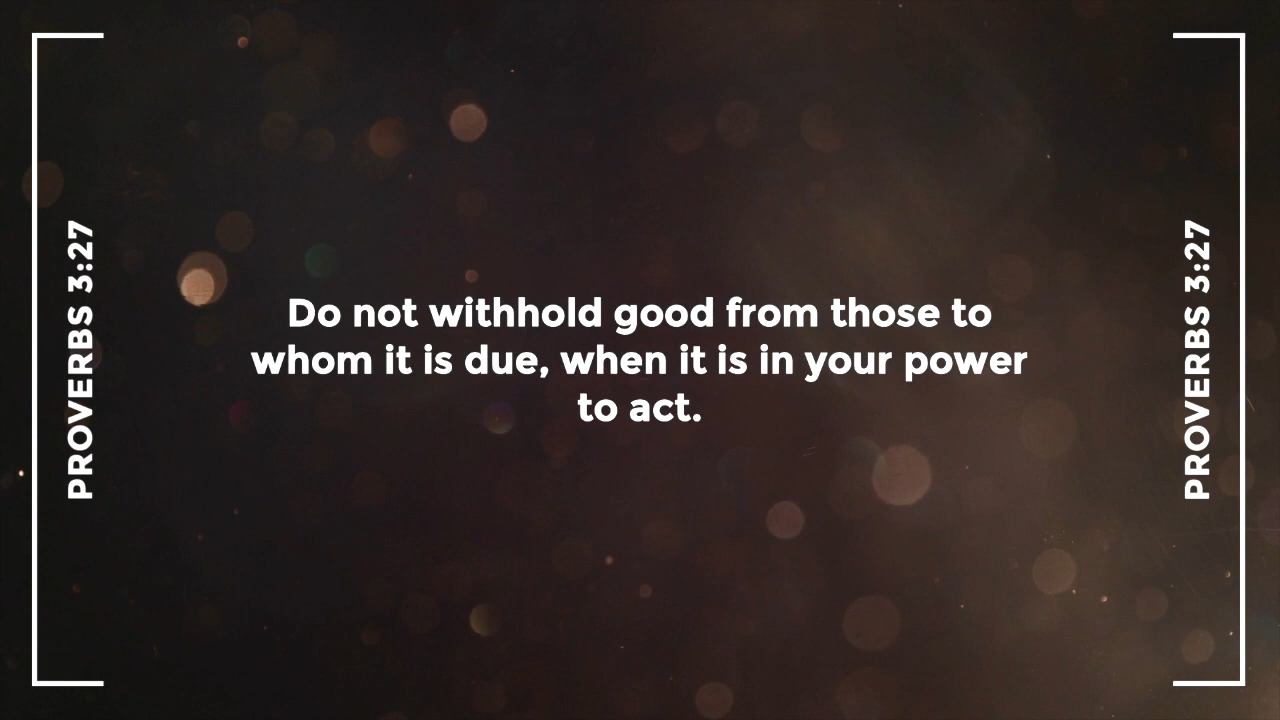 PROVERBS 3:27
Do not withhold good from those to
whom it is due, when it is in your power
to act.
PROVERBS 3:27